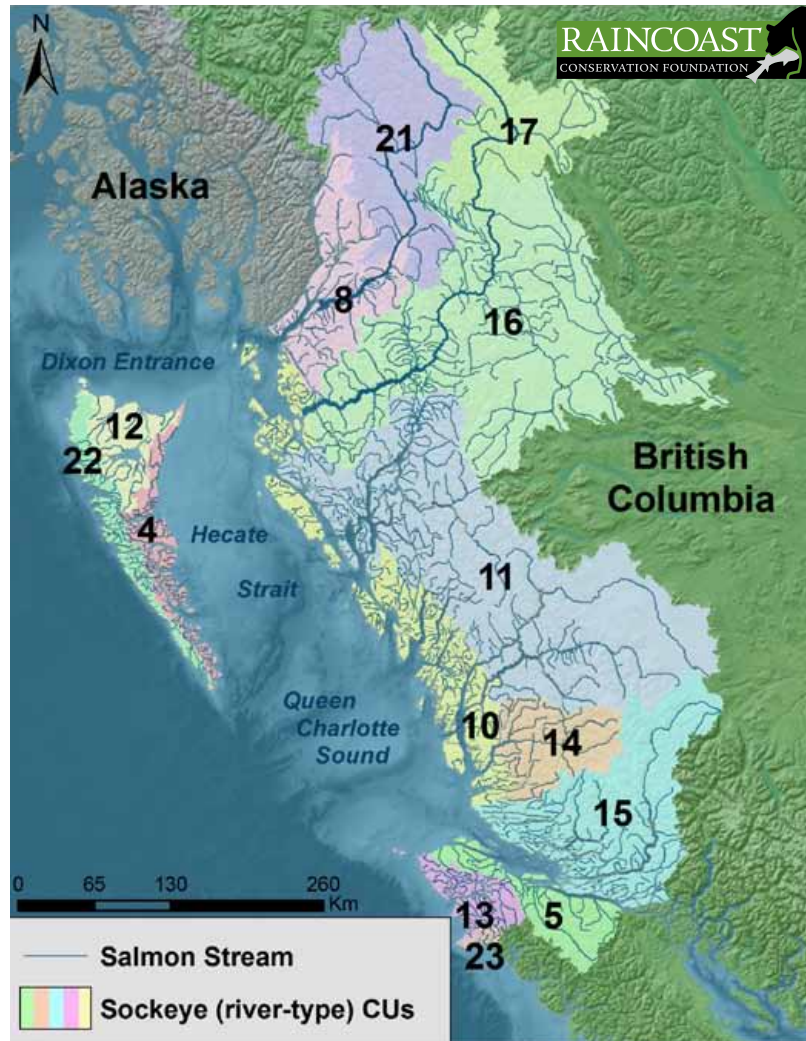 N
RAINCOAST
CONSERVATION FOUNDATION
21
17
Alaska
8
16
Dixon Entrance
12
22
British
Columbia
4
Hecate
Strait
11
Queen
Charlotte
Sound
10
14
15
0 65 130 260
Km
13
5
23
Salmon Stream
Sockeye (river-type) CUs